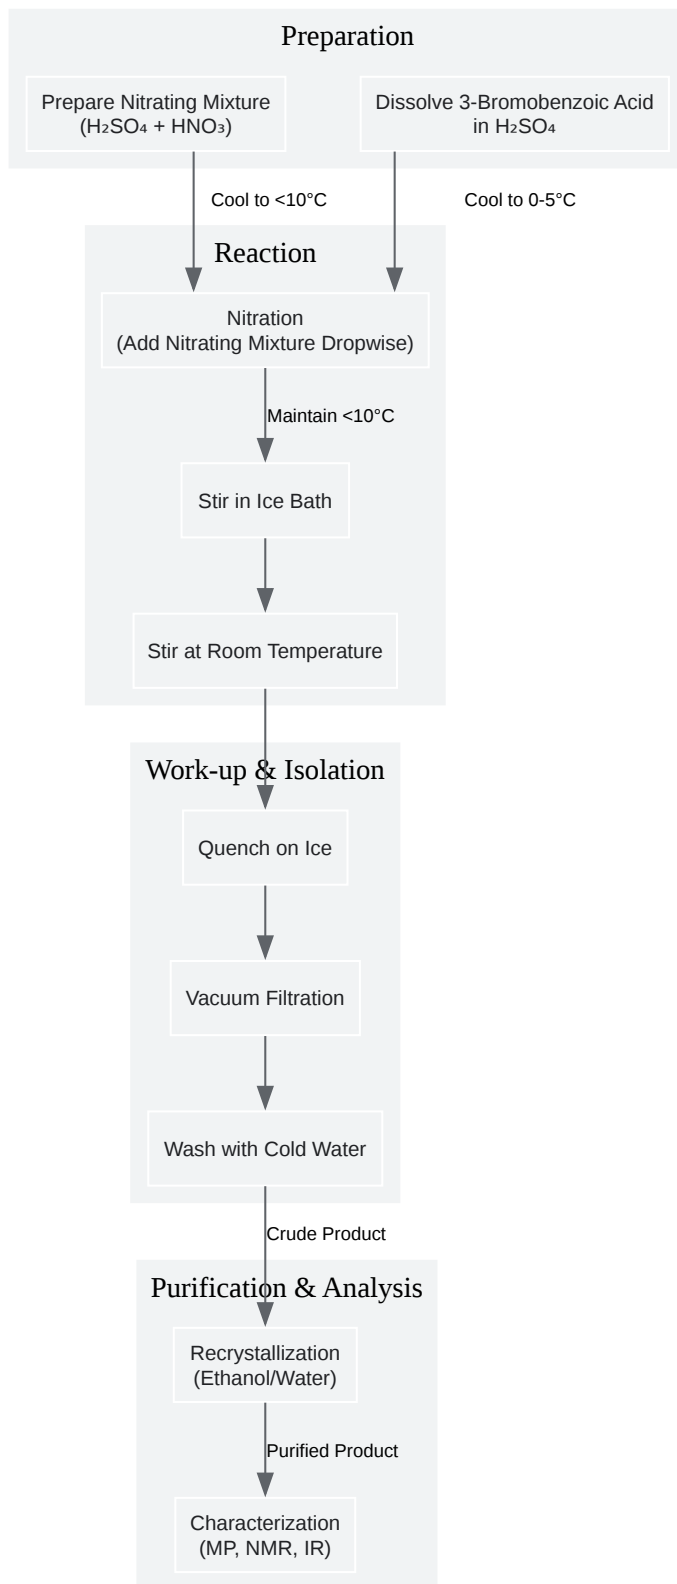 Preparation
Prepare Nitrating Mixture
(H₂SO₄ + HNO₃)
Dissolve 3-Bromobenzoic Acid
in H₂SO₄
Cool to <10°C
Cool to 0-5°C
Reaction
Nitration
(Add Nitrating Mixture Dropwise)
Maintain <10°C
Stir in Ice Bath
Stir at Room Temperature
Work-up & Isolation
Quench on Ice
Vacuum Filtration
Wash with Cold Water
Crude Product
Purification & Analysis
Recrystallization
(Ethanol/Water)
Purified Product
Characterization
(MP, NMR, IR)